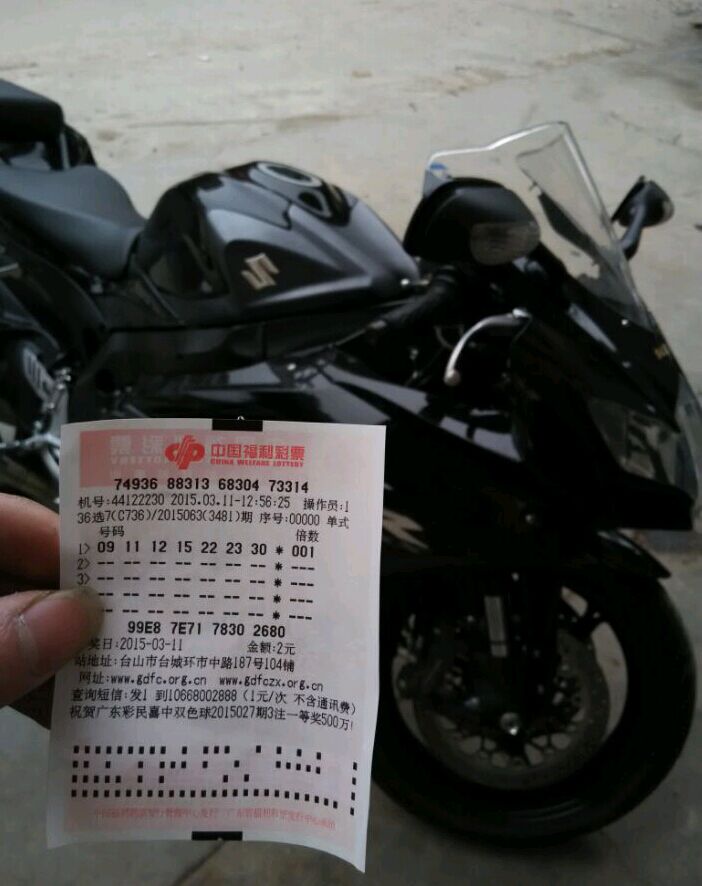 中国福利彩票
CHINA WELFARE LOTTERY
74936 88313 68304 73314
机号:44122230 2015.03.11-12:56:25 操作员:1
36选7(C736)/2015063(3481)期 序号:00000 单式
号码 倍数
1> 09 11 12 15 22 23 30 * 001
2> -- -- -- -- -- -- -- * ---
3> -- -- -- -- -- -- -- * ---
-- -- -- -- -- -- -- * ---
-- -- -- -- -- -- -- * ---
99E8 7E71 7830 2680
奖日:2015-03-11 金额:2元
站地址:台山市台城环市中路187号104铺
网址:www.gdfc.org.cn www.gdfczx.org.cn
查询短信:发1 到10668002888(1元/次 不含通讯费)
祝贺广东彩民喜中双色球2015027期3注一等奖500万!